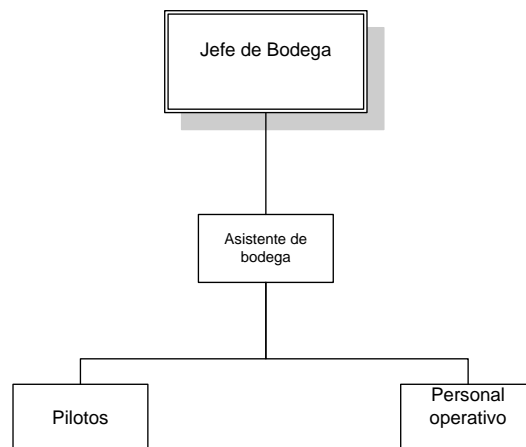 Jefe de Bodega
Asistente de
bodega
Pilotos
Personal
operativo